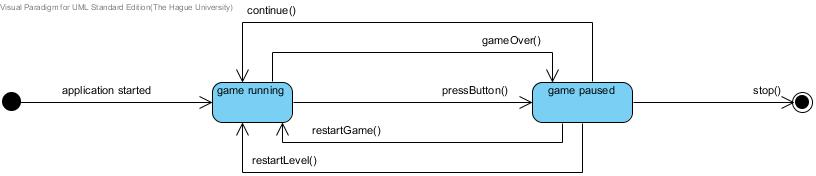 Visual Paradigm for UML Standard Edition(The Hague University)
continue()
gameOver()
application started
game running
pressButton()
game paused
stop()
restartGame()
restartLevel()